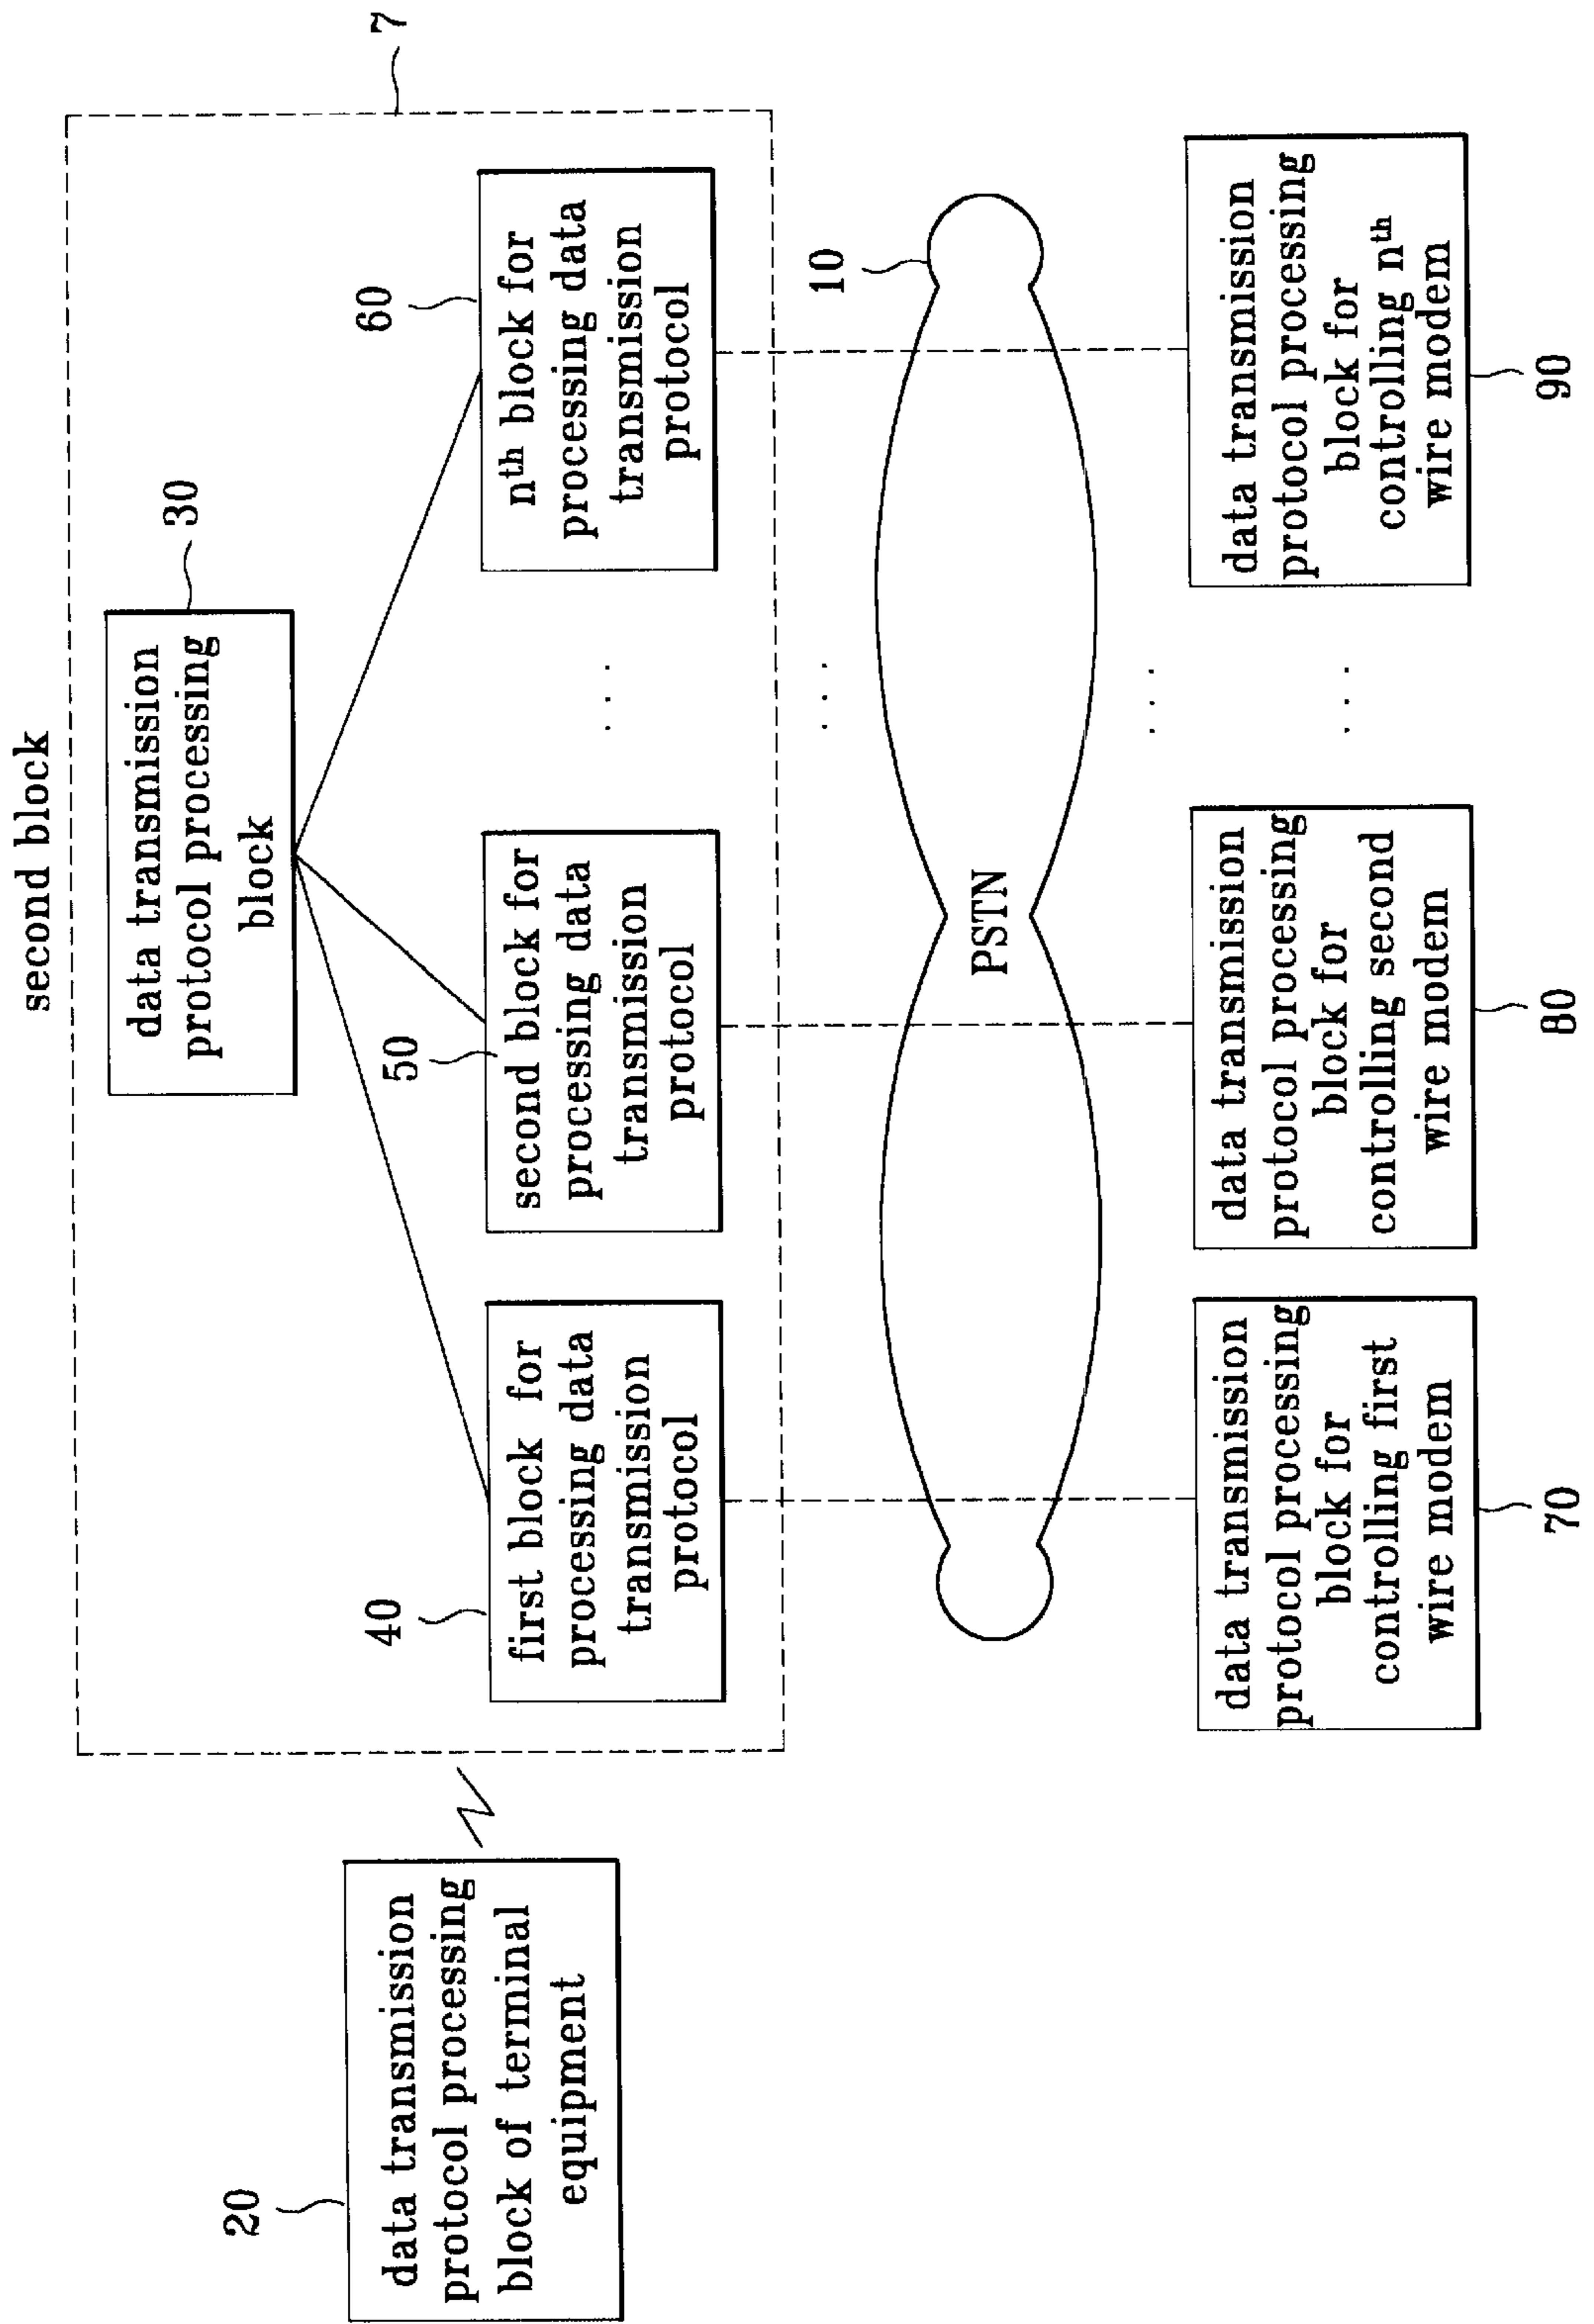 second block
7
30
data transmission
protocol processing
block
20
data transmission
protocol processing
block of terminal
equipment
40
first block for
processing data
transmission
protocol
50
second block for
processing data
transmission
protocol
. . .
60
nth block for
processing data
transmission
protocol
10
. . .
PSTN
. . .
data transmission
protocol processing
block for
controlling first
wire modem
70
data transmission
protocol processing
block for
controlling second
wire modem
80
. . .
data transmission
protocol processing
block for
controlling nth
wire modem
90